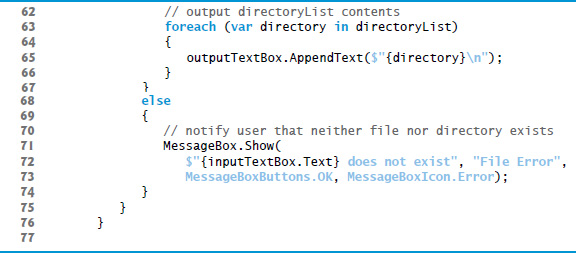 62 // output directoryList contents
63 foreach (var directory in directoryList)
64 {
65 outputTextBox.AppendText($"{directory}\n");
66 }
67 }
68 else
69 {
70 // notify user that neither file nor directory exists
71 MessageBox.Show(
72 $"{inputTextBox.Text} does not exist", "File Error",
73 MessageBoxButtons.OK, MessageBoxIcon.Error);
74 }
75 }
76 }
77